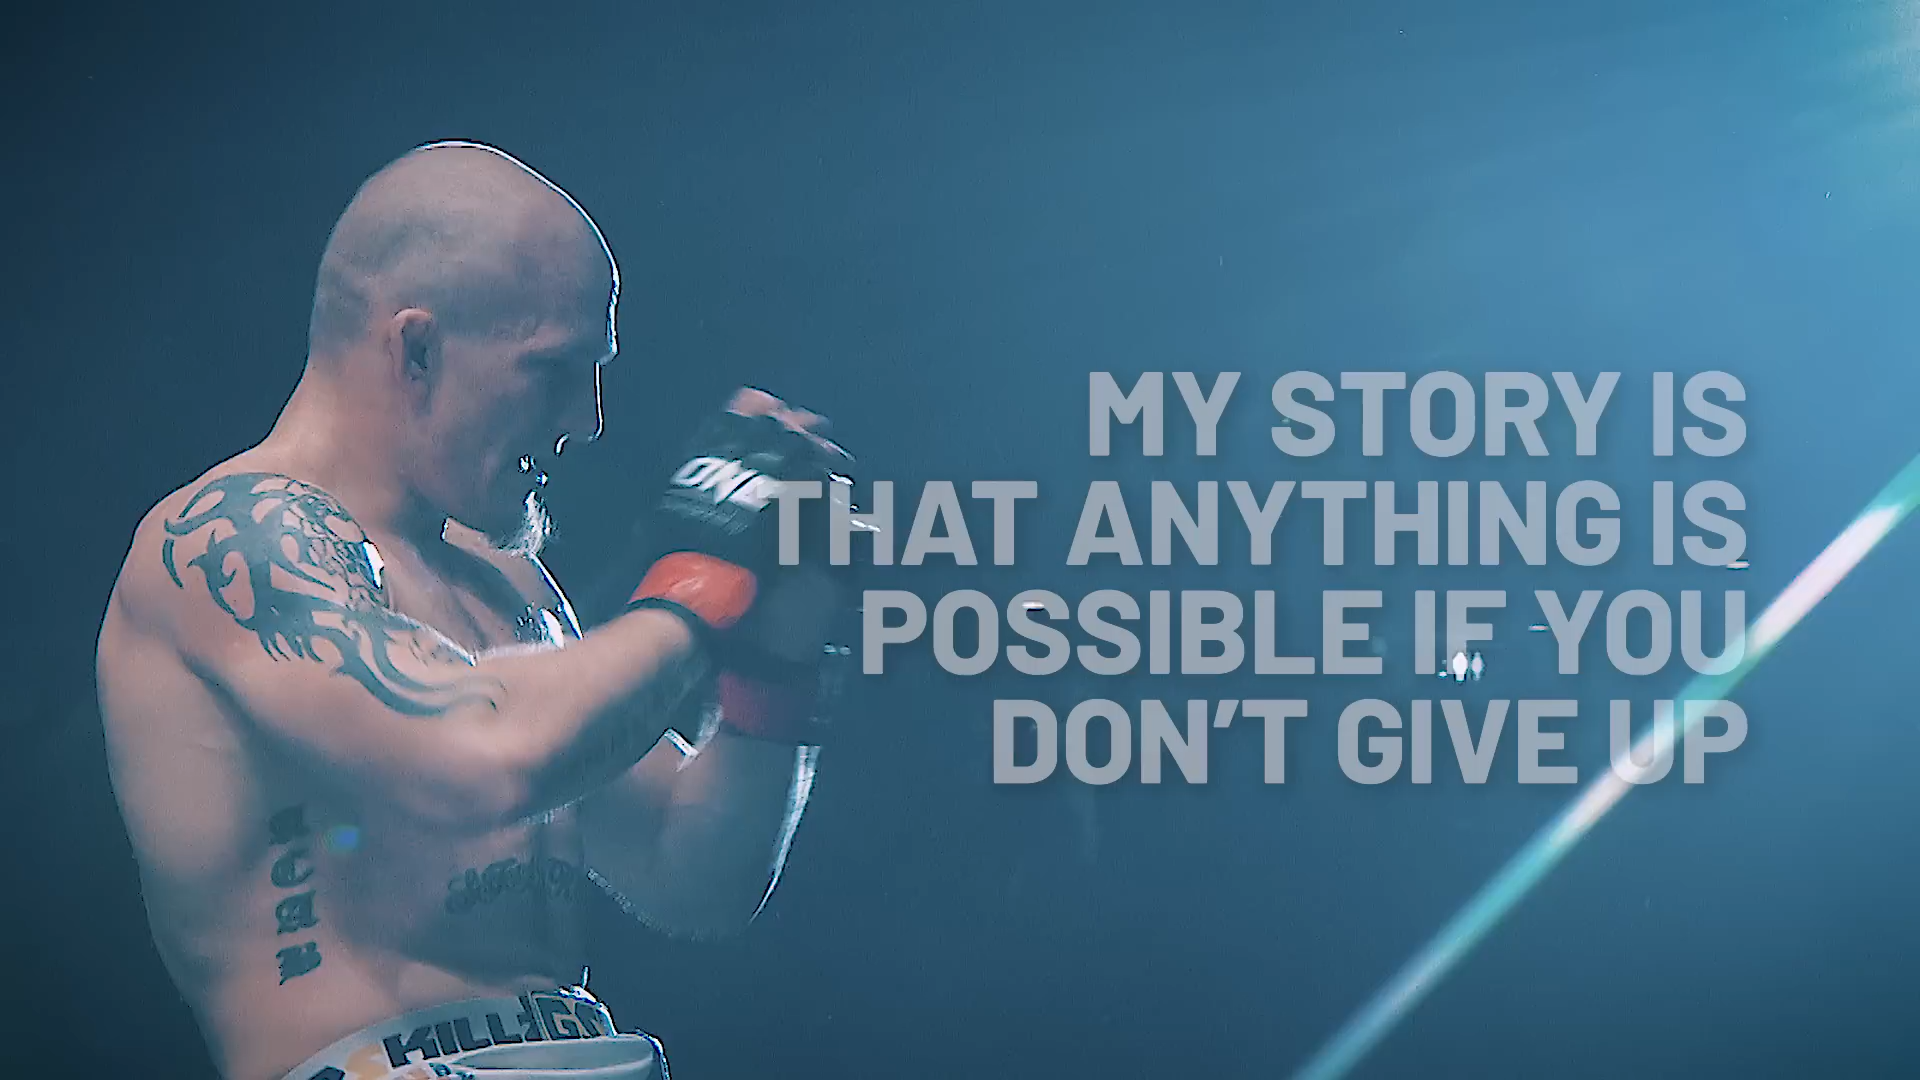 MY STORY IS
THAT ANYTHING IS
POSSIBLE IF YOU
DON'T GIVE UP
ONE